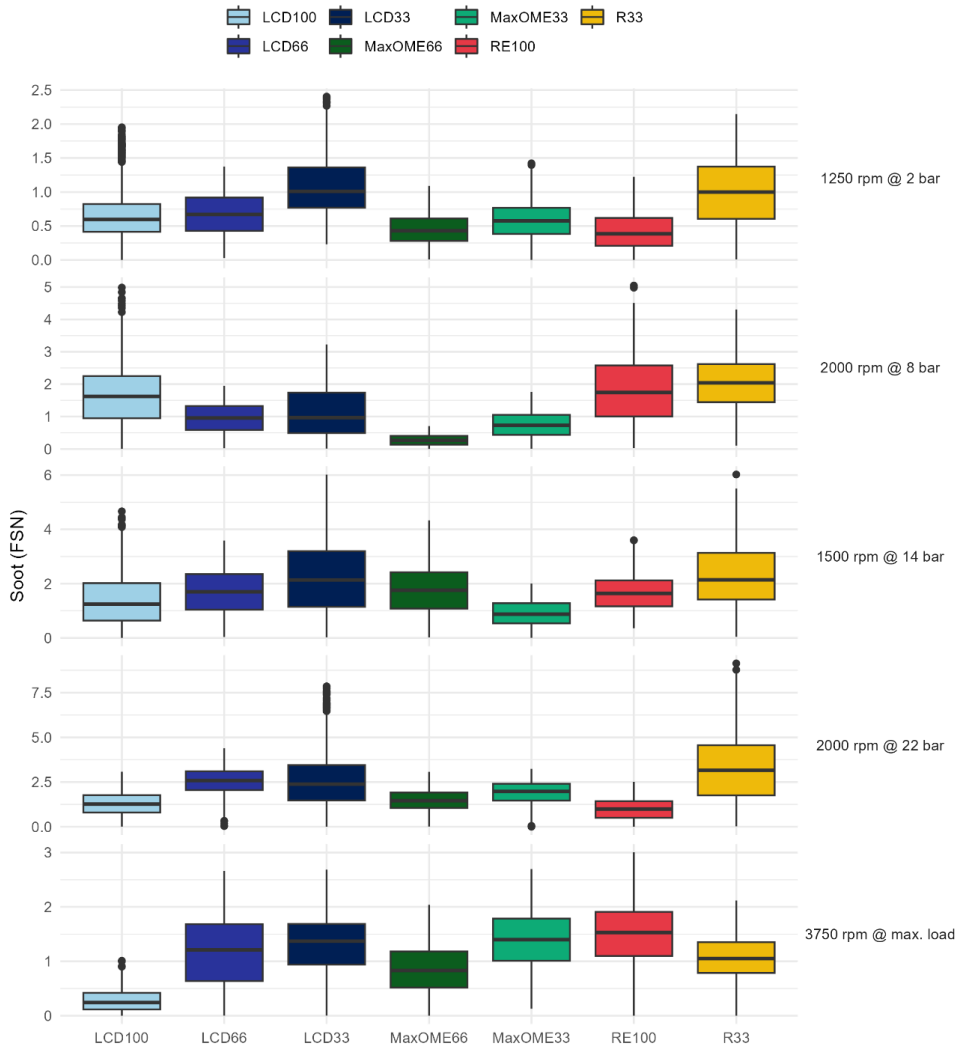 LCD100 LCD33 MaxOME33 R33
LCD66 MaxOME66 RE100
2.5
2.0
1.5
1.0
0.5
0.0
1250 rpm @ 2 bar
5
4
3
2
1
0
2000 rpm @ 8 bar
6
4
2
0
1500 rpm @ 14 bar
Soot (FSN)
7.5
5.0
2.5
0.0
2000 rpm @ 22 bar
3
2
1
0
3750 rpm @ max. load
LCD100 LCD66 LCD33 MaxOME66 MaxOME33 RE100 R33